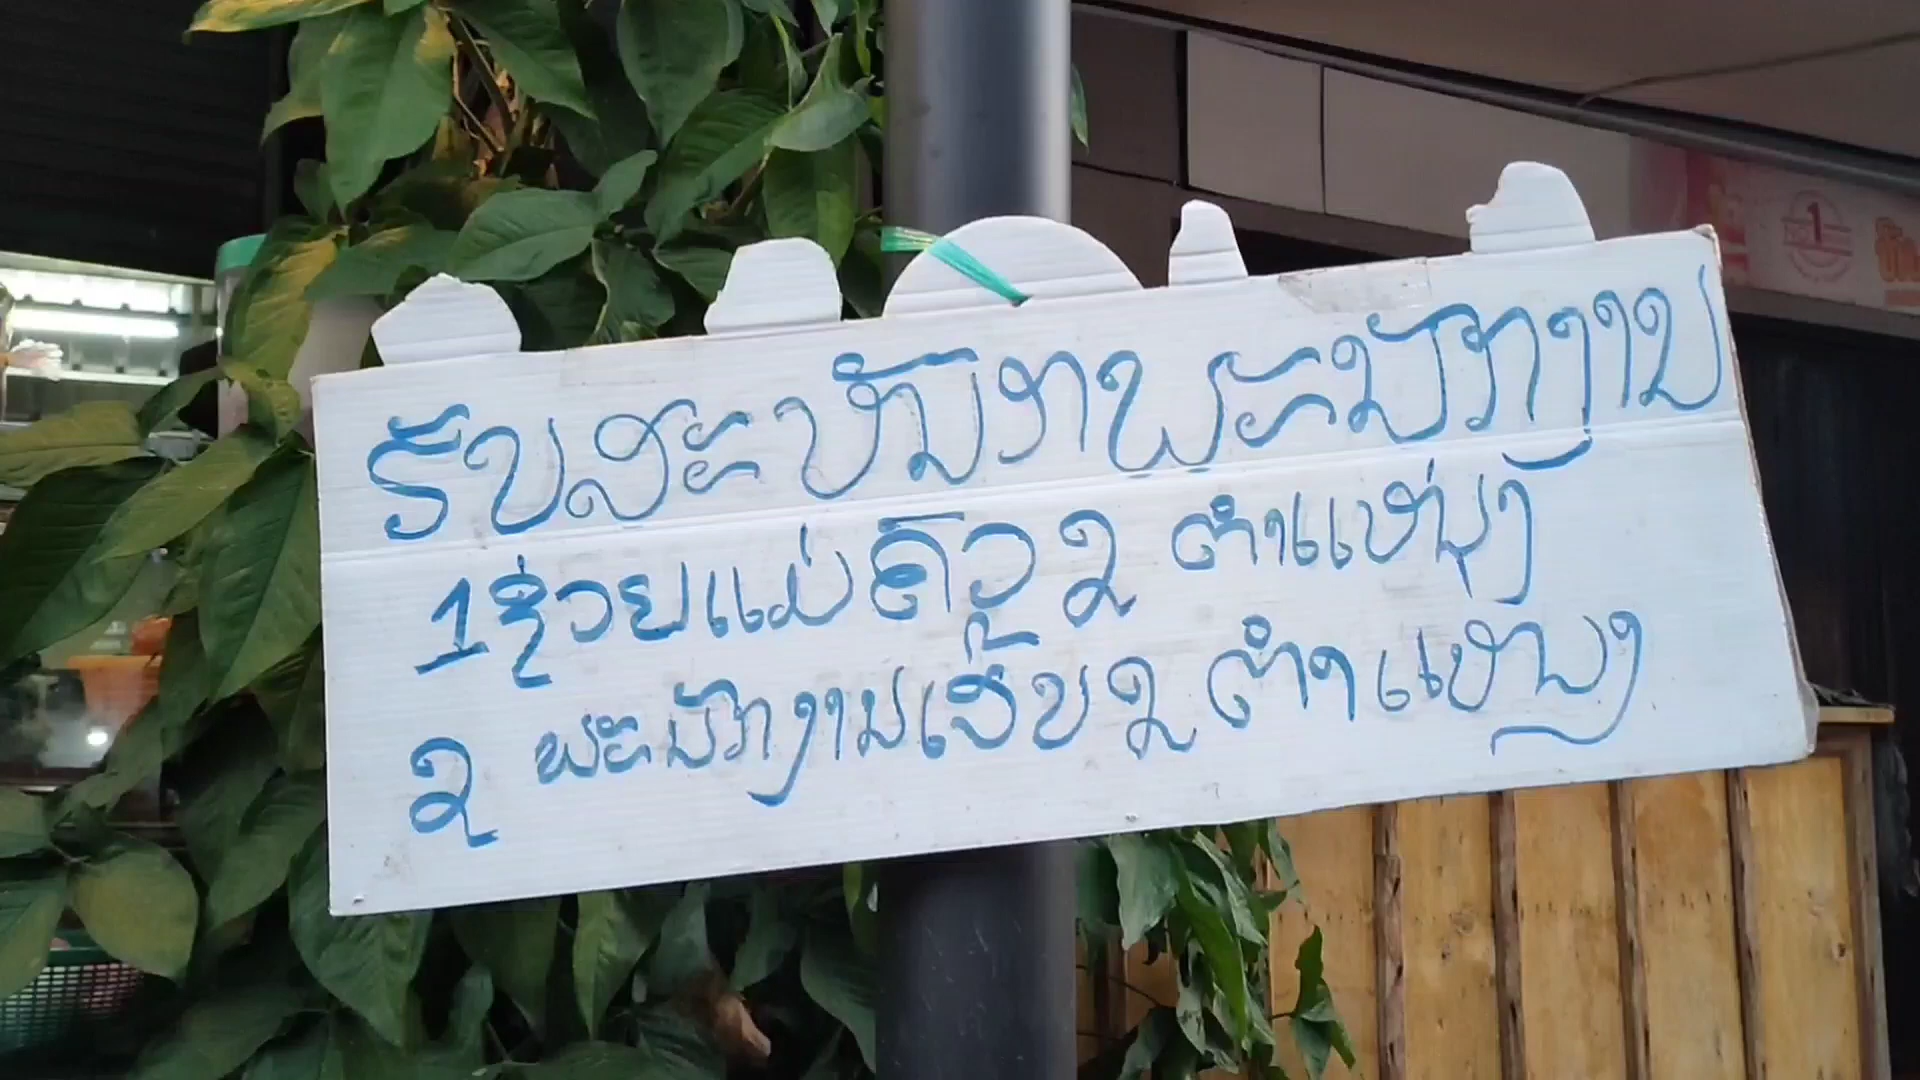 ຮັບສະໝັກພະນັກງານ
1ຊ່ວຍແມ່ຄົວ 2 ຕຳແໜ່ງ
2 ພະນັກງານເສີບ 2 ຕຳແໜ່ງ